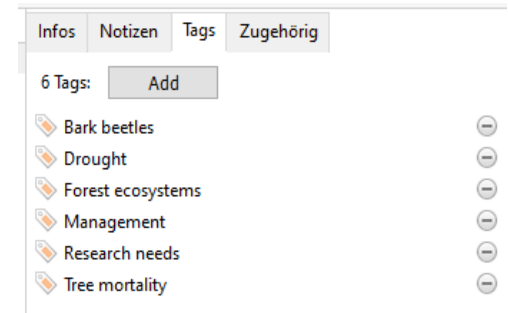 Infos Notizen Tags Zugehörig
6 Tags: Add
Bark beetles
Drought
Forest ecosystems
Management
Research needs
Tree mortality